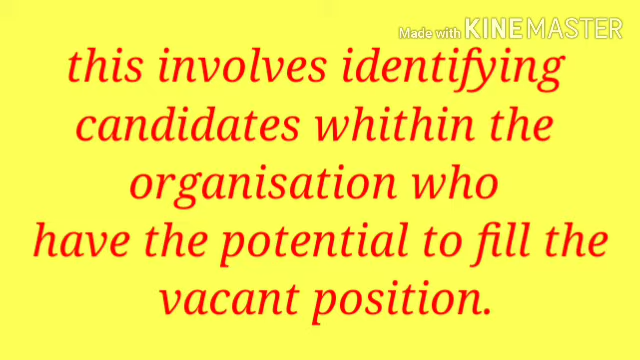 Made with KINEMASTER
this involves identifying
candidates whithin the
organisation who
have the potential to fill the
vacant position.